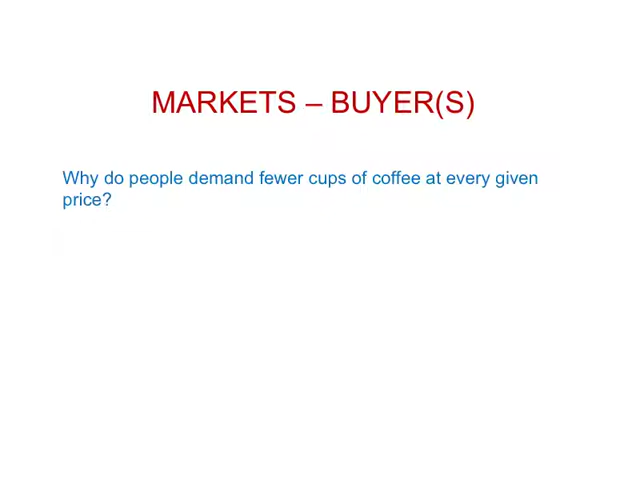 MARKETS – BUYER(S)
Why do people demand fewer cups of coffee at every given
price?